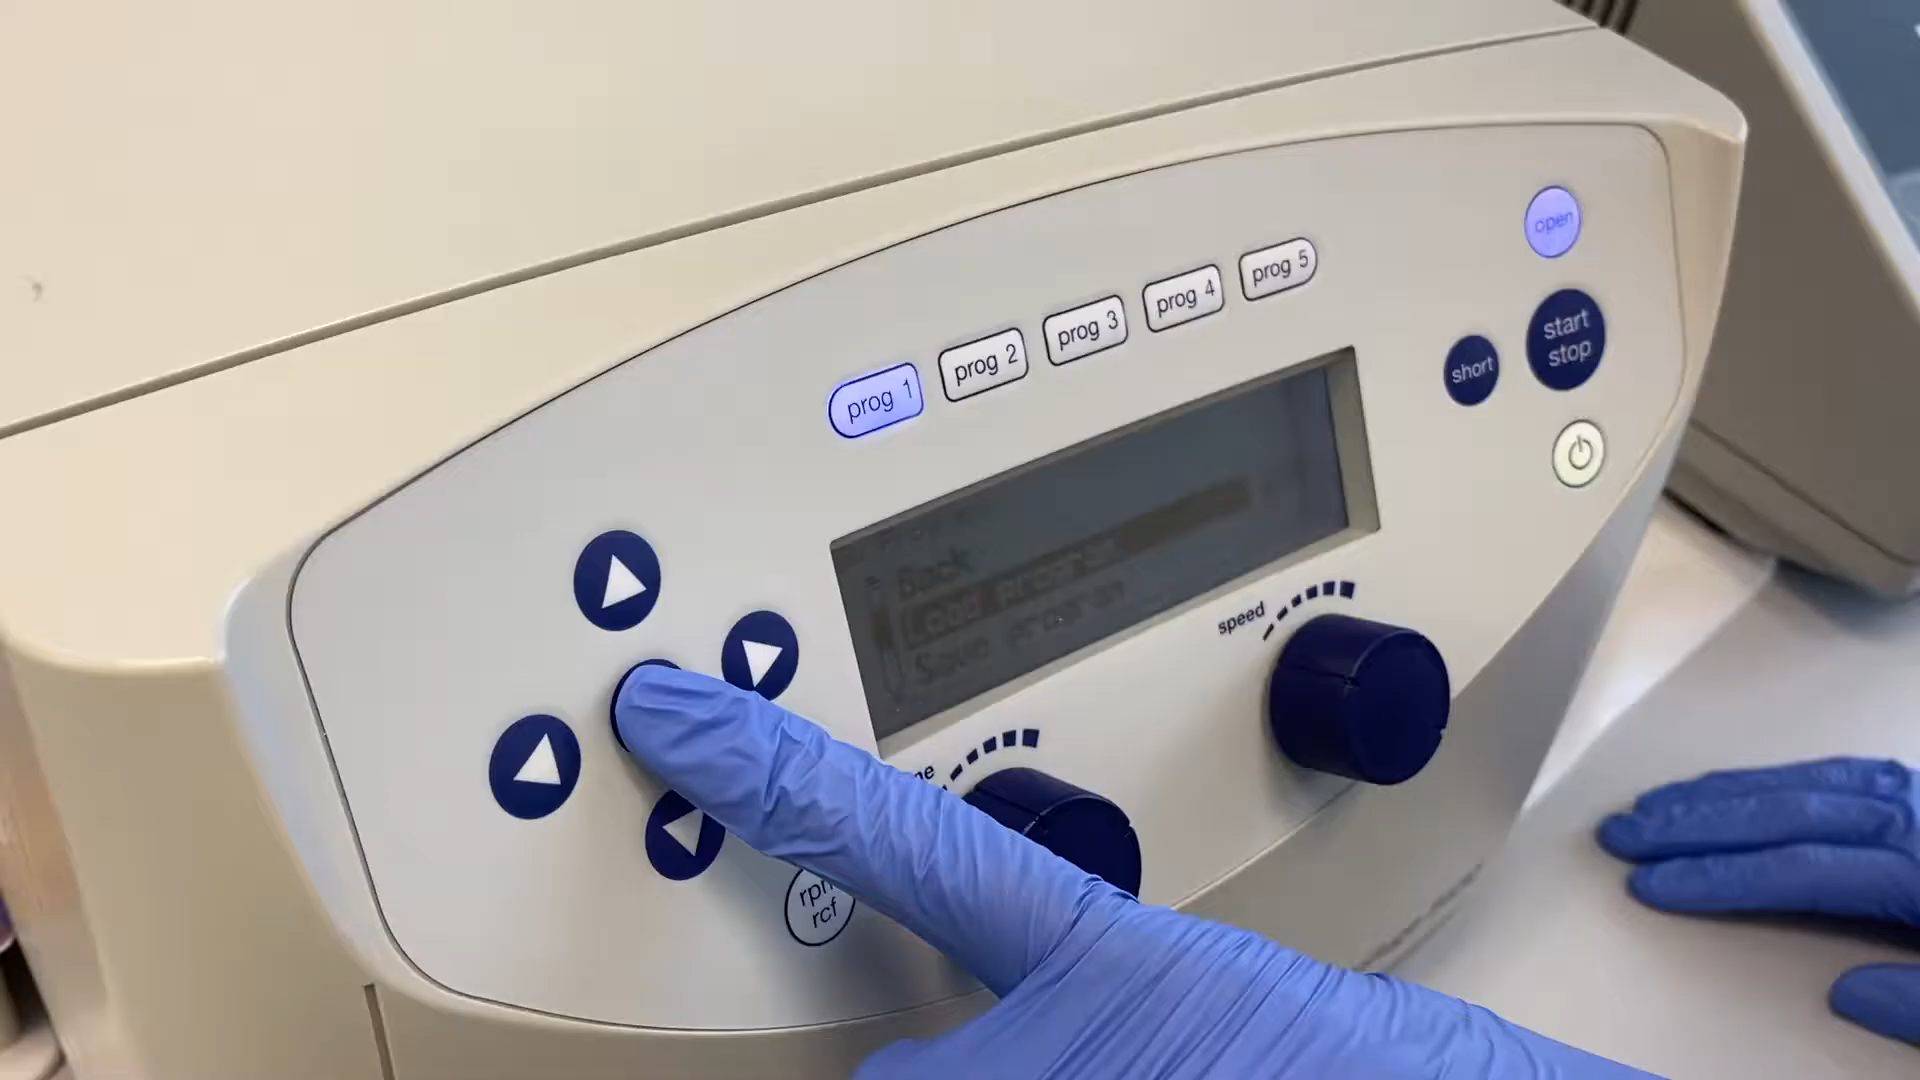 open
prog 1
prog 2
prog 3
prog 4
prog 5
start
stop
short
Back
Load program
Save program
speed
rcf